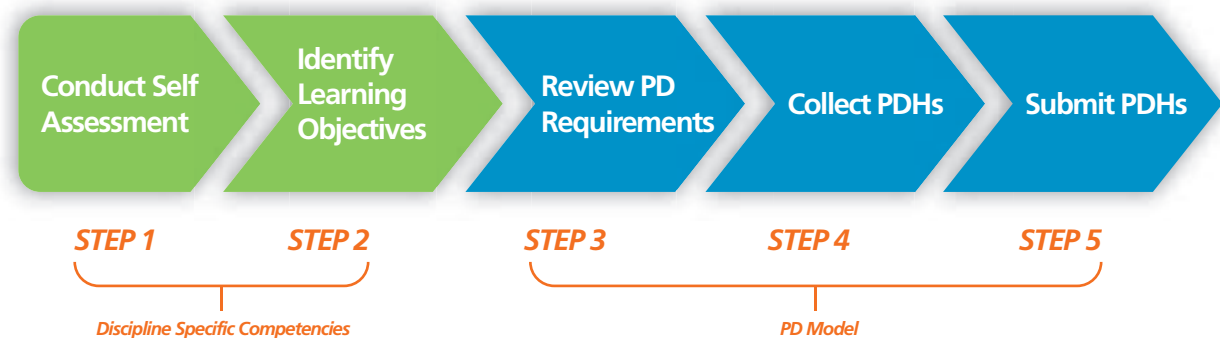 Conduct Self
Assessment
Identify
Learning
Objectives
Review PD
Requirements
Collect PDHs
Submit PDHs
STEP 1
STEP 2
STEP 3
STEP 4
STEP 5
Discipline Specific Competencies
PD Model